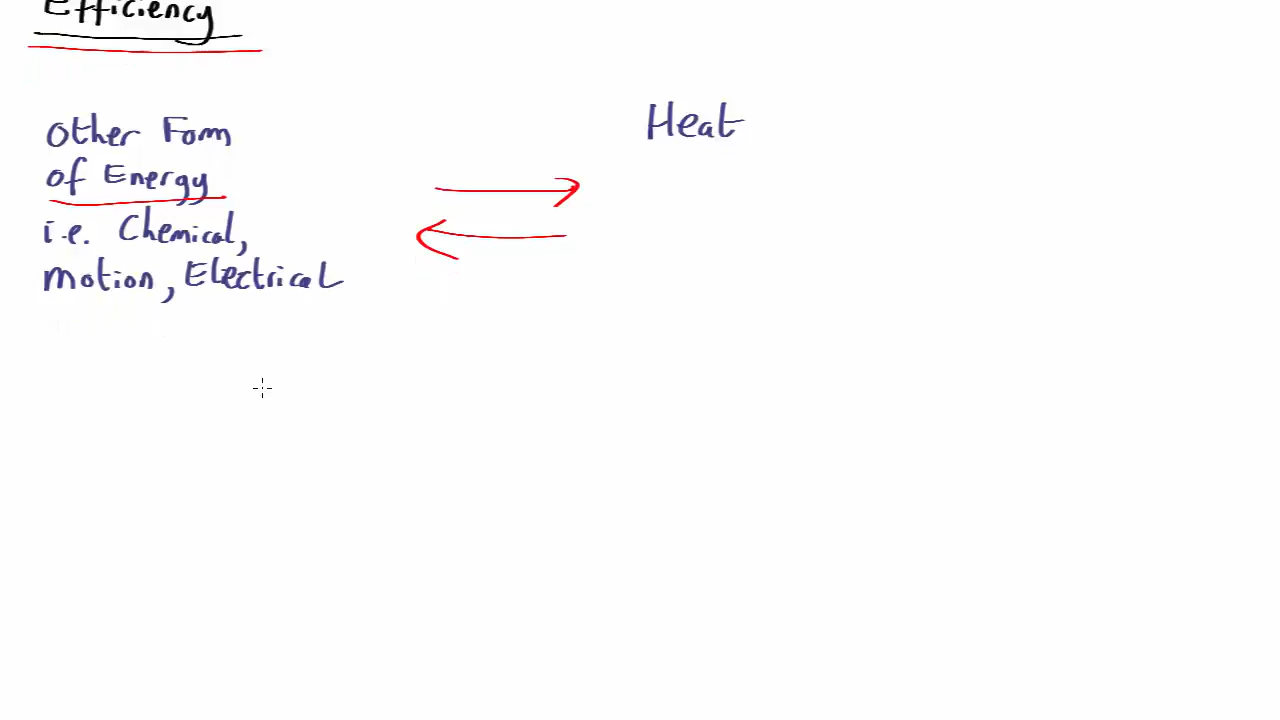 Efficiency
Other Form
of Energy
i.e. Chemical,
motion, Electrical
Heat